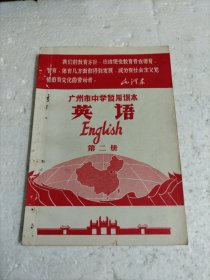 我们的教育方针，应该使受教育者在德育、
智育、体育几方面都得到发展，成为有社会主义觉
悟的有文化的劳动者。
毛泽东
广州市中学暂用课本
英语
English
第二册